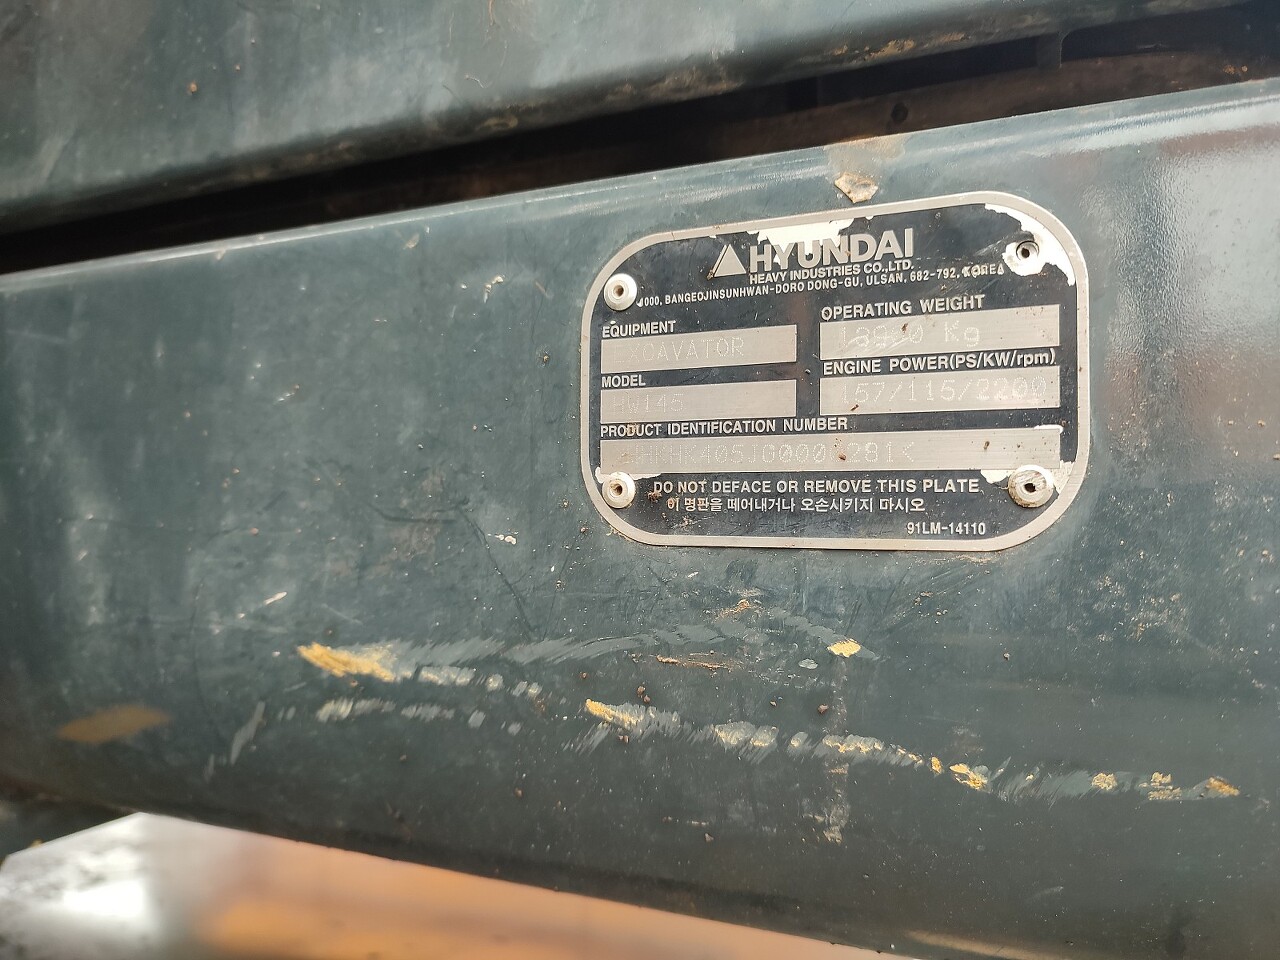 HYUNDAI
HEAVY INDUSTRIES CO.,LTD.
1000, BANGEOJINSUNHWAN-DORO DONG-GU, ULSAN, 682-792, KOREA
EQUIPMENT
EXCAVATOR
OPERATING WEIGHT
Kg
MODEL
HW145
ENGINE POWER(PS/KW/rpm)
157/115/2200
PRODUCT IDENTIFICATION NUMBER
DO NOT DEFACE OR REMOVE THIS PLATE
이 명판을 떼어내거나 오손시키지 마시오
91LM-14110